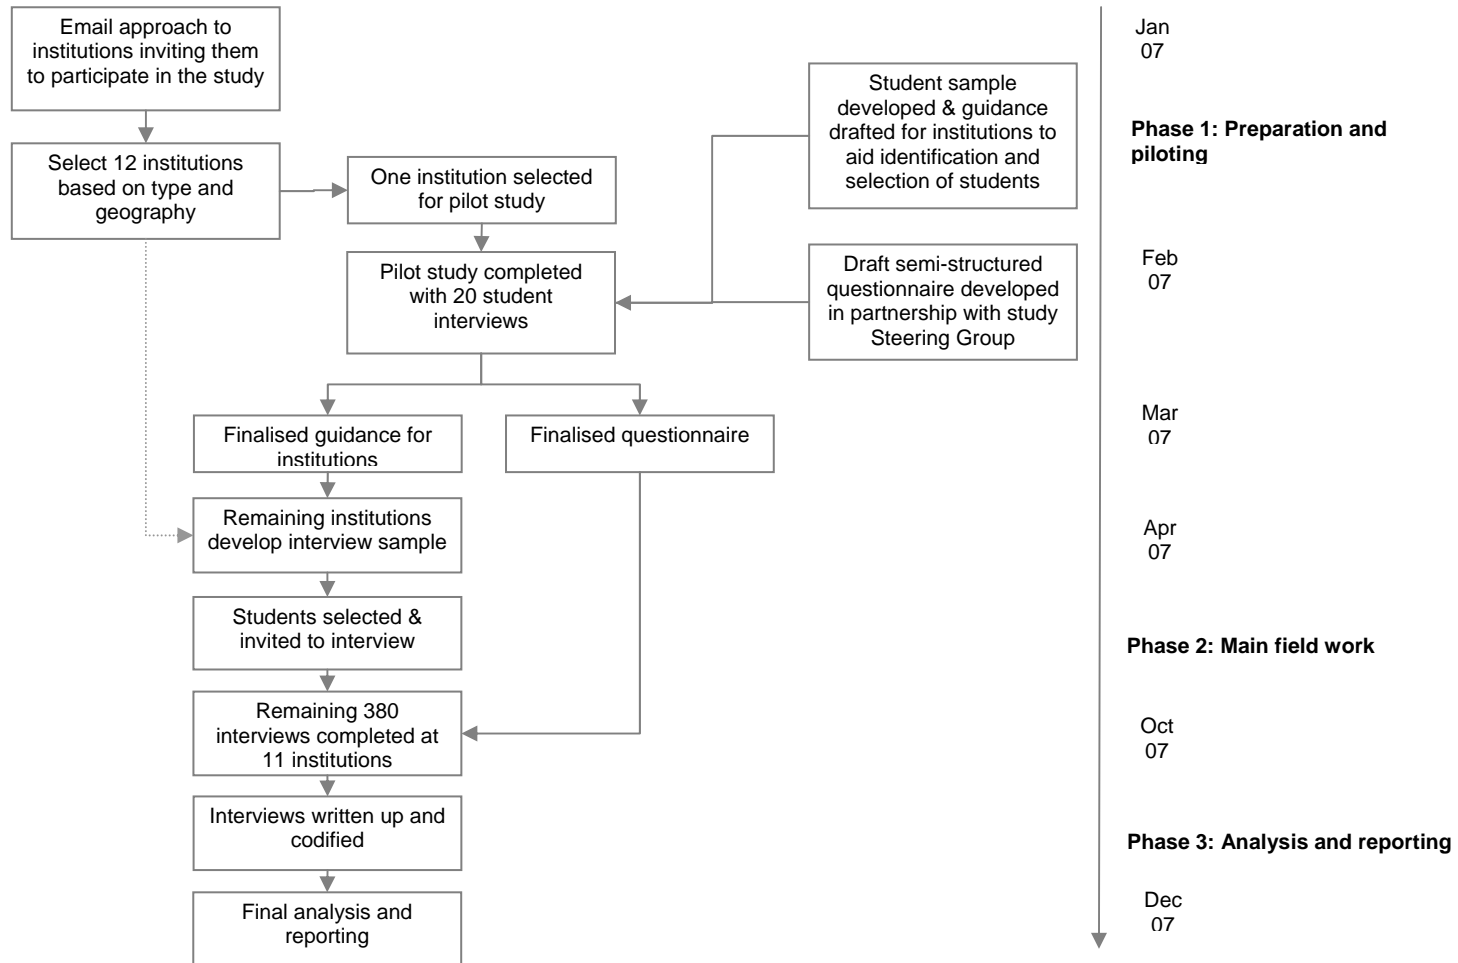 Email approach to
institutions inviting them
to participate in the study
Select 12 institutions
based on type and
geography
One institution selected
for pilot study
Student sample
developed & guidance
drafted for institutions to
aid identification and
selection of students
Pilot study completed
with 20 student
interviews
Draft semi-structured
questionnaire developed
in partnership with study
Steering Group
Finalised guidance for
institutions
Finalised questionnaire
Remaining institutions
develop interview sample
Students selected &
invited to interview
Remaining 380
interviews completed at
11 institutions
Interviews written up and
codified
Final analysis and
reporting
Jan
07
Phase 1: Preparation and
piloting
Feb
07
Mar
07
Apr
07
Phase 2: Main field work
Oct
07
Phase 3: Analysis and reporting
Dec
07